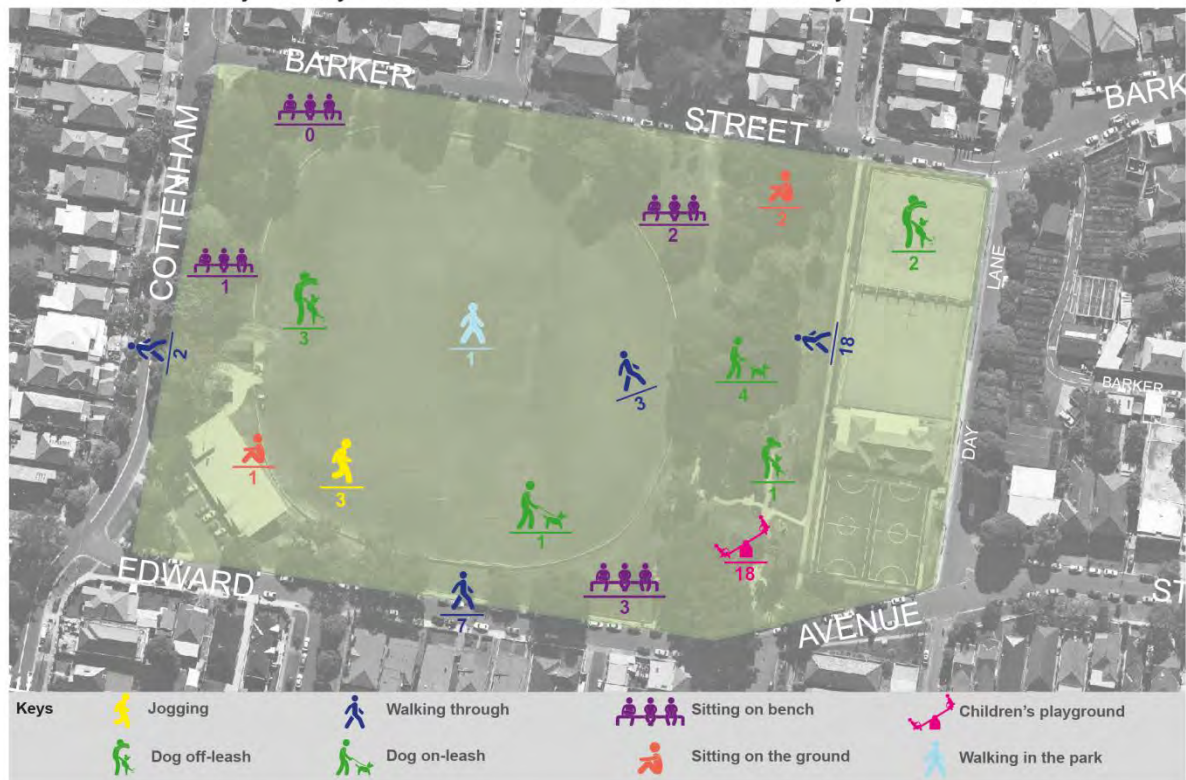 BARKER
STREET
D
BARK
COTTENHAM
0
2
2
2
1
3
1
2
3
18
4
LANE
BARKER
1
3
1
1
DAY
18
EDWARD
7
3
AVENUE
ST
Keys
Jogging
Walking through
Sitting on bench
Children's playground
Dog off-leash
Dog on-leash
Sitting on the ground
Walking in the park